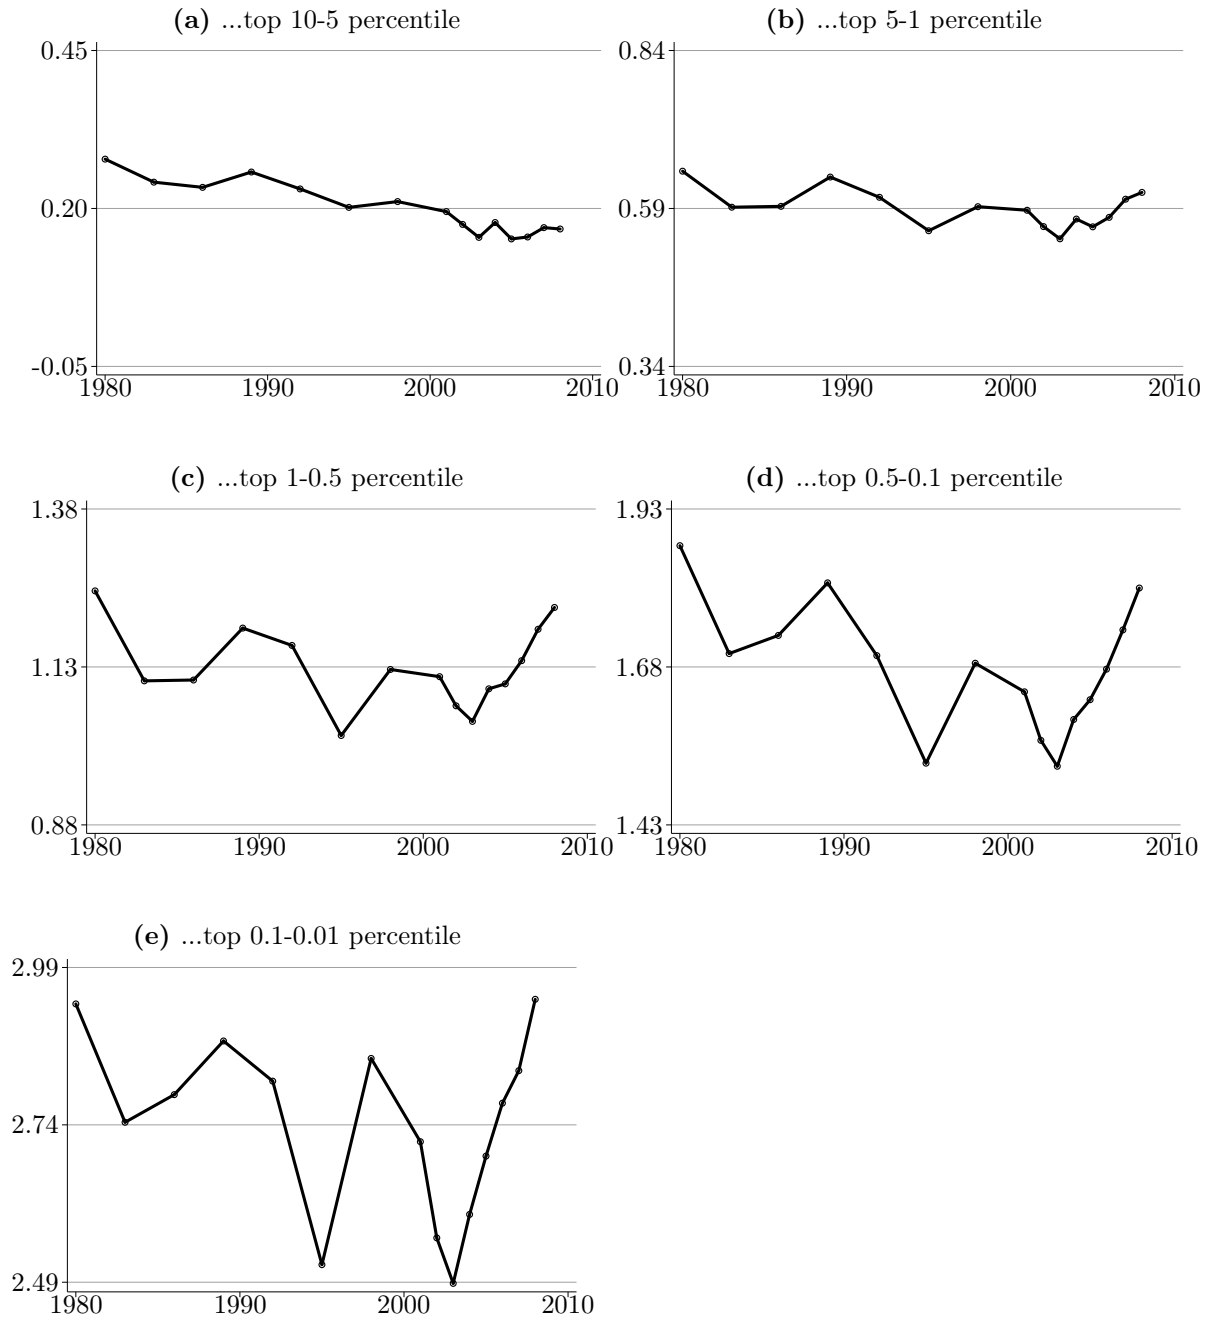 (a) ...top 10-5 percentile
0.45
0.20
-0.05
1980 1990 2000 2010
(b) ...top 5-1 percentile
0.84
0.59
0.34
1980 1990 2000 2010
(c) ...top 1-0.5 percentile
1.38
1.13
0.88
1980 1990 2000 2010
(d) ...top 0.5-0.1 percentile
1.93
1.68
1.43
1980 1990 2000 2010
(e) ...top 0.1-0.01 percentile
2.99
2.74
2.49
1980 1990 2000 2010